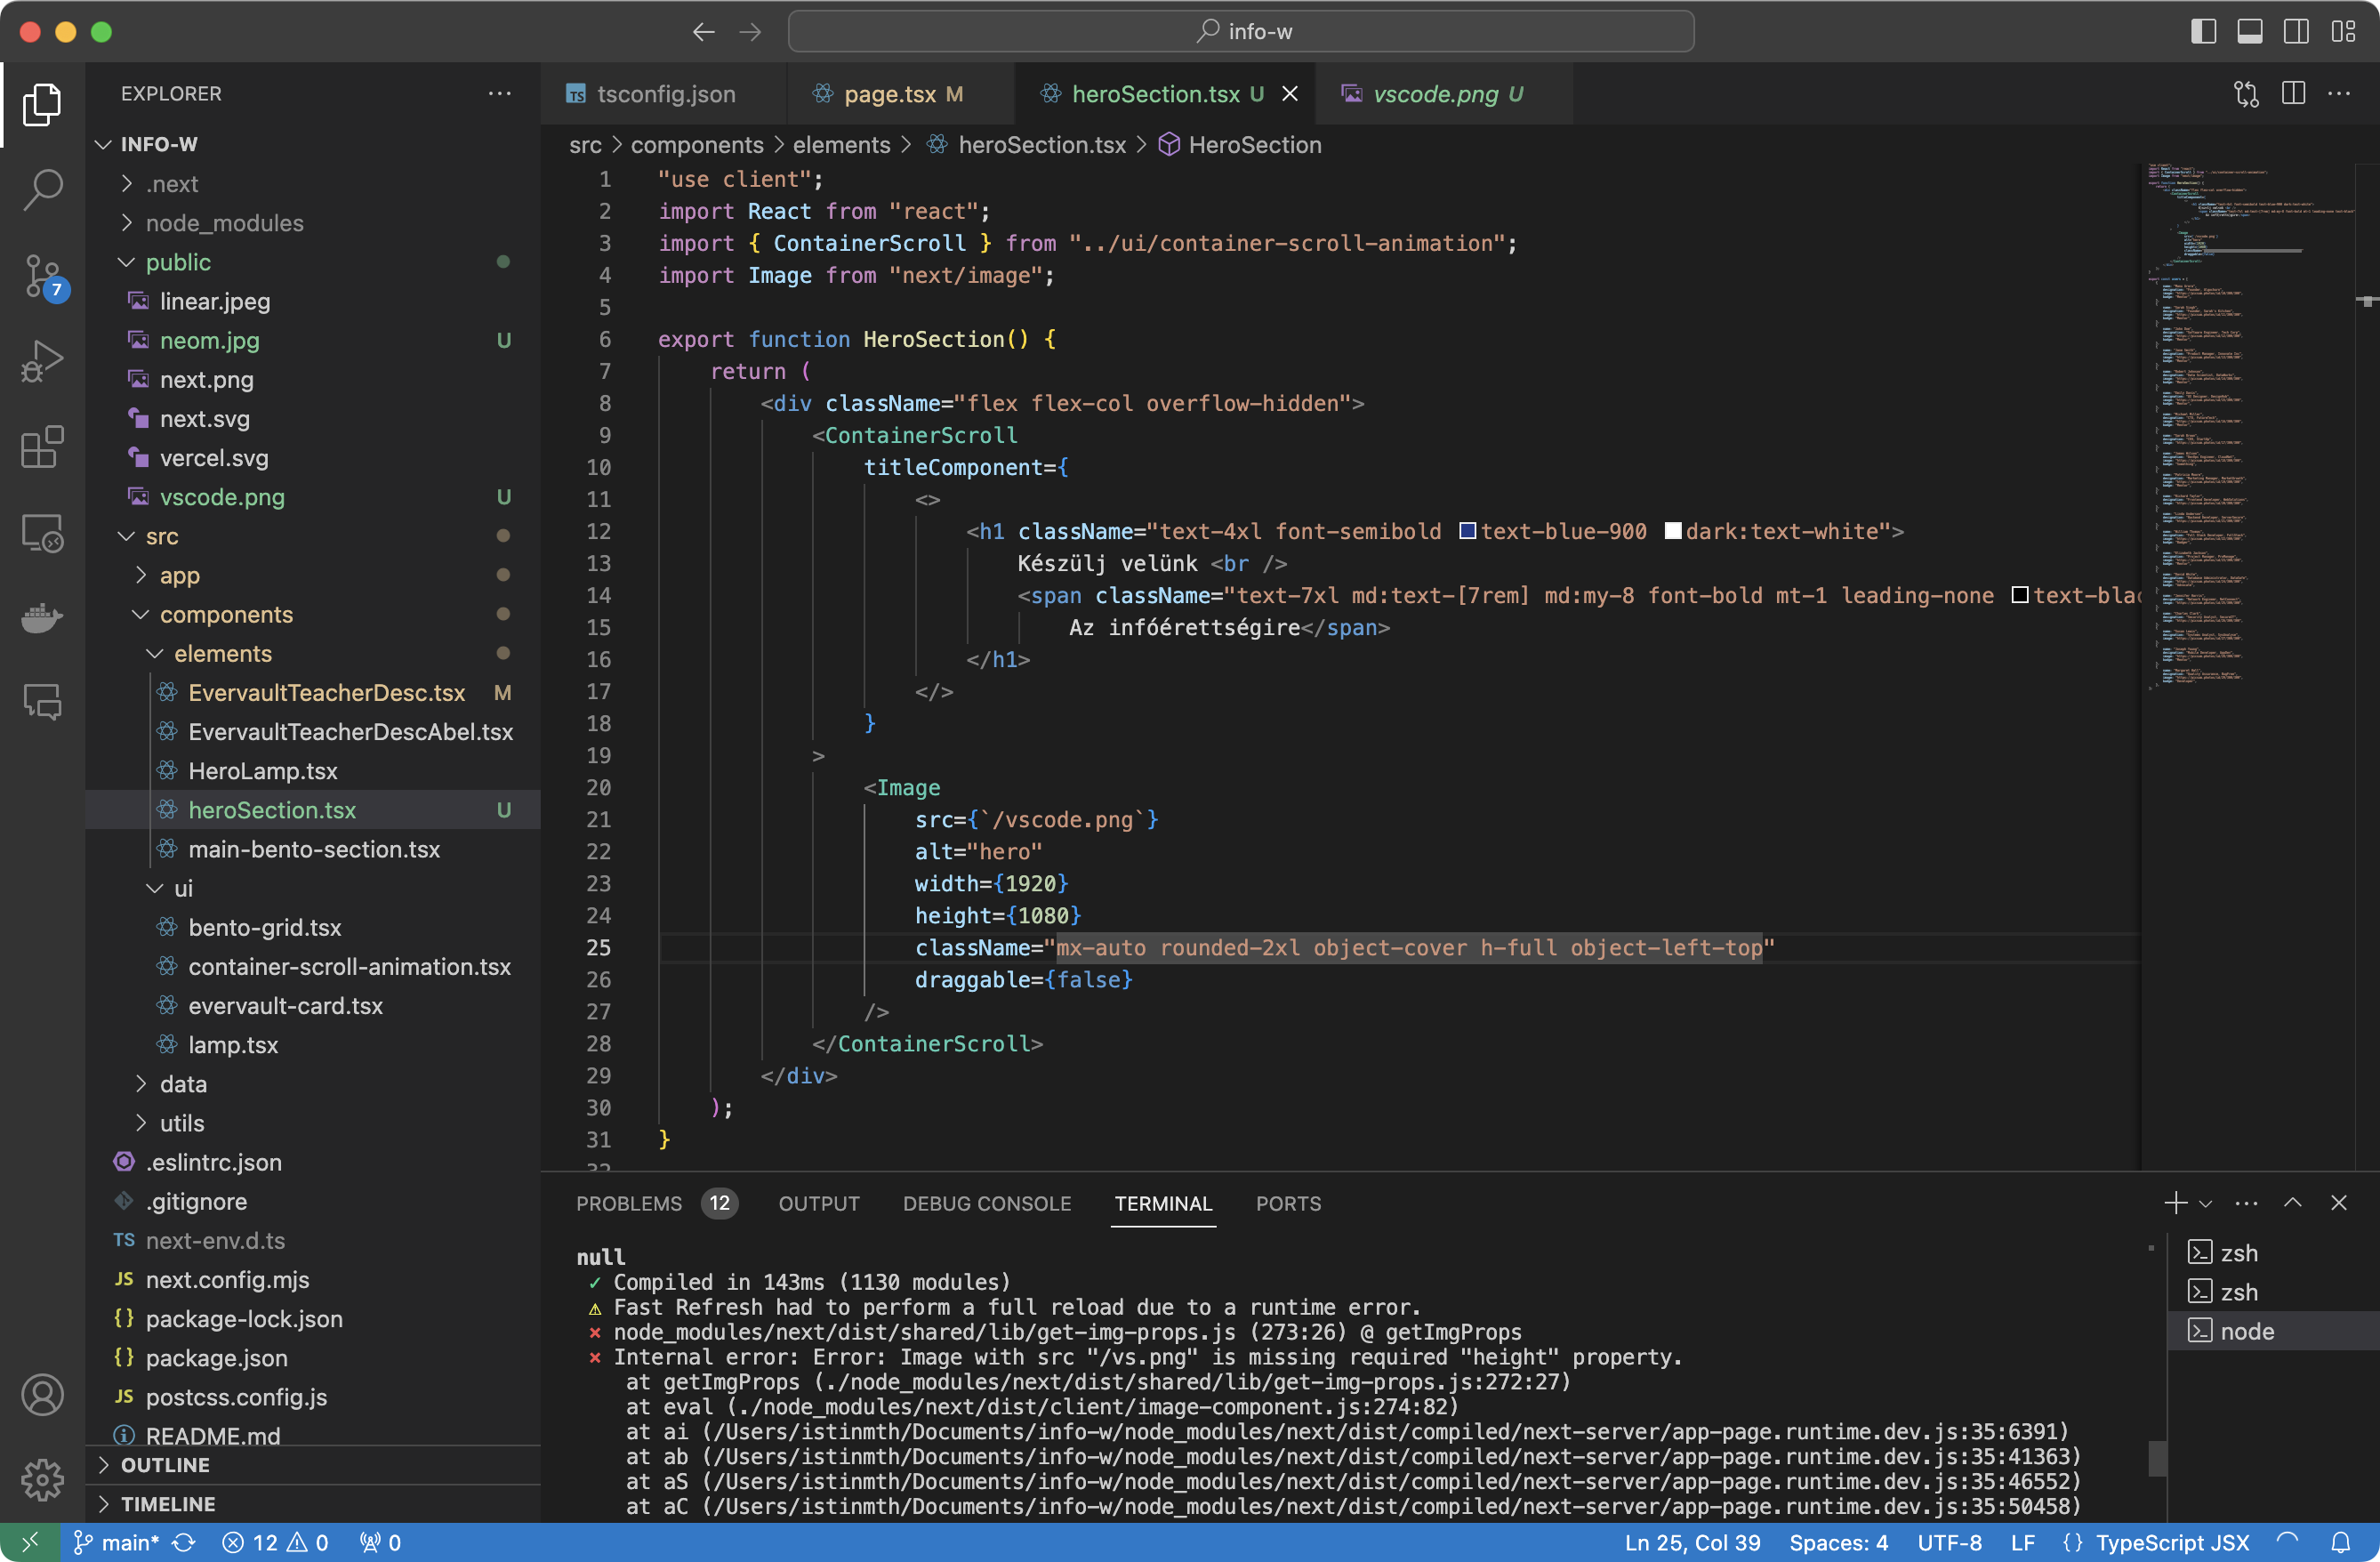 info-w
EXPLORER
INFO-W
.next
node_modules
public
linear.jpeg
neom.jpg U
next.png
next.svg
vercel.svg
vscode.png U
src
app
components
elements
EvervaultTeacherDesc.tsx M
EvervaultTeacherDescAbel.tsx
HeroLamp.tsx
heroSection.tsx U
main-bento-section.tsx
ui
bento-grid.tsx
container-scroll-animation.tsx
evervault-card.tsx
lamp.tsx
data
utils
.eslintrc.json
.gitignore
TS next-env.d.ts
JS next.config.mjs
{} package-lock.json
{} package.json
JS postcss.config.js
README.md
OUTLINE
TIMELINE
7
TS tsconfig.json
page.tsx M
heroSection.tsx U
vscode.png U
src > components > elements > heroSection.tsx > HeroSection
1 "use client";
2 import React from "react";
3 import { ContainerScroll } from "../ui/container-scroll-animation";
4 import Image from "next/image";
5
6 export function HeroSection() {
7 return (
8 <div className="flex flex-col overflow-hidden">
9 <ContainerScroll
10 titleComponent={
11 <>
12 <h1 className="text-4xl font-semibold text-blue-900 dark:text-white">
13 Készülj velünk <br />
14 <span className="text-7xl md:text-[7rem] md:my-8 font-bold mt-1 leading-none text-blac
15 Az infóérettségire</span>
16 </h1>
17 </>
18 }
19 >
20 <Image
21 src={`/vscode.png`}
22 alt="hero"
23 width={1920}
24 height={1080}
25 className="mx-auto rounded-2xl object-cover h-full object-left-top"
26 draggable={false}
27 />
28 </ContainerScroll>
29 </div>
30 );
31 }
32
PROBLEMS 12 OUTPUT DEBUG CONSOLE TERMINAL PORTS
null
✓ Compiled in 143ms (1130 modules)
⚠ Fast Refresh had to perform a full reload due to a runtime error.
⨯ node_modules/next/dist/shared/lib/get-img-props.js (273:26) @ getImgProps
⨯ Internal error: Error: Image with src "/vs.png" is missing required "height" property.
at getImgProps (./node_modules/next/dist/shared/lib/get-img-props.js:272:27)
at eval (./node_modules/next/dist/client/image-component.js:274:82)
at ai (/Users/istinmth/Documents/info-w/node_modules/next/dist/compiled/next-server/app-page.runtime.dev.js:35:6391)
at ab (/Users/istinmth/Documents/info-w/node_modules/next/dist/compiled/next-server/app-page.runtime.dev.js:35:41363)
at aS (/Users/istinmth/Documents/info-w/node_modules/next/dist/compiled/next-server/app-page.runtime.dev.js:35:46552)
at aC (/Users/istinmth/Documents/info-w/node_modules/next/dist/compiled/next-server/app-page.runtime.dev.js:35:50458)
zsh
zsh
node
main* 12 0 0
Ln 25, Col 39 Spaces: 4 UTF-8 LF {} TypeScript JSX